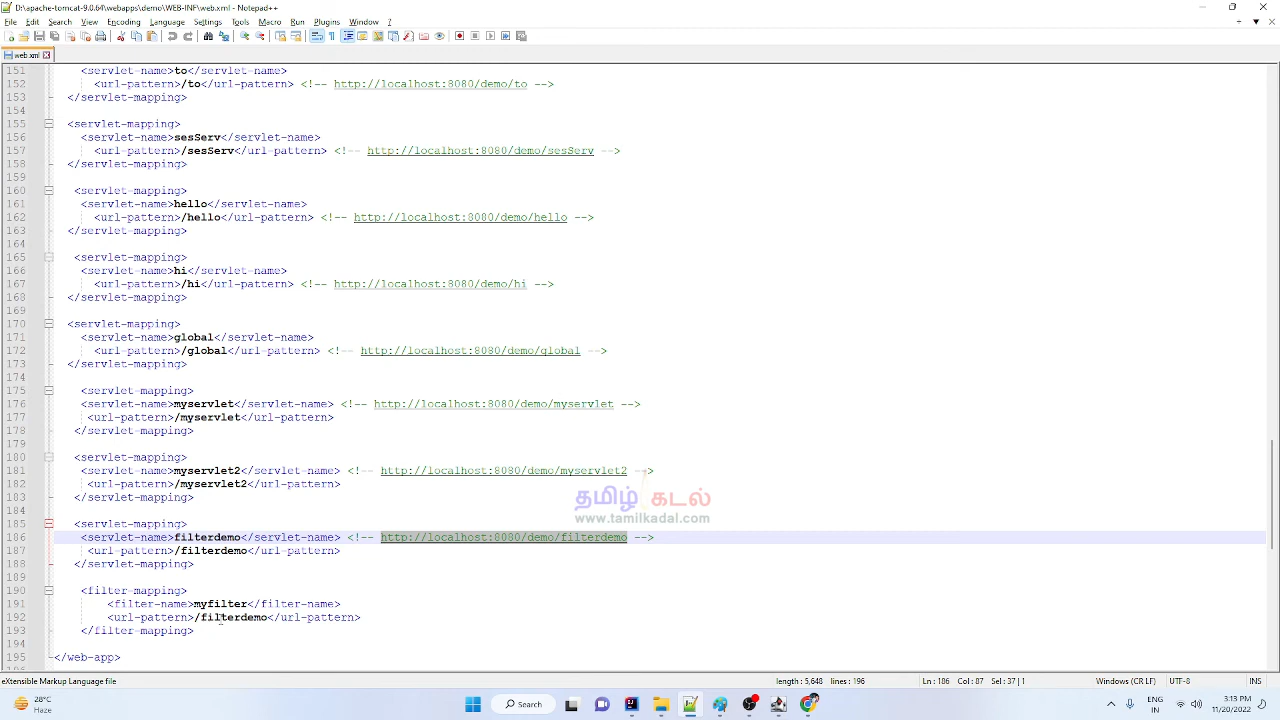 D:\apache-tomcat-9.0.64\webapps\demo\WEB-INF\web.xml - Notepad++
File Edit Search View Encoding Language Settings Tools Macro Run Plugins Window ?
web.xml
151 <servlet-name>to</servlet-name>
152 <url-pattern>/to</url-pattern> <!-- http://localhost:8080/demo/to -->
153 </servlet-mapping>
154
155 <servlet-mapping>
156 <servlet-name>sesServ</servlet-name>
157 <url-pattern>/sesServ</url-pattern> <!-- http://localhost:8080/demo/sesServ -->
158 </servlet-mapping>
159
160 <servlet-mapping>
161 <servlet-name>hello</servlet-name>
162 <url-pattern>/hello</url-pattern> <!-- http://localhost:8080/demo/hello -->
163 </servlet-mapping>
164
165 <servlet-mapping>
166 <servlet-name>hi</servlet-name>
167 <url-pattern>/hi</url-pattern> <!-- http://localhost:8080/demo/hi -->
168 </servlet-mapping>
169
170 <servlet-mapping>
171 <servlet-name>global</servlet-name>
172 <url-pattern>/global</url-pattern> <!-- http://localhost:8080/demo/global -->
173 </servlet-mapping>
174
175 <servlet-mapping>
176 <servlet-name>myservlet</servlet-name> <!-- http://localhost:8080/demo/myservlet -->
177 <url-pattern>/myservlet</url-pattern>
178 </servlet-mapping>
179
180 <servlet-mapping>
181 <servlet-name>myservlet2</servlet-name> <!-- http://localhost:8080/demo/myservlet2 -->
182 <url-pattern>/myservlet2</url-pattern>
183 </servlet-mapping>
184
தமிழ் கடல்
www.tamilkadal.com
185 <servlet-mapping>
186 <servlet-name>filterdemo</servlet-name> <!-- http://localhost:8080/demo/filterdemo -->
187 <url-pattern>/filterdemo</url-pattern>
188 </servlet-mapping>
189
190 <filter-mapping>
191 <filter-name>myfilter</filter-name>
192 <url-pattern>/filterdemo</url-pattern>
193 </filter-mapping>
194
195 </web-app>
eXtensible Markup Language file length : 5,648 lines : 196 Ln : 186 Col : 87 Sel : 37 | 1 Windows (CR LF) UTF-8 INS
28°C
Haze
Search
ENG
IN
3:13 PM
11/20/2022